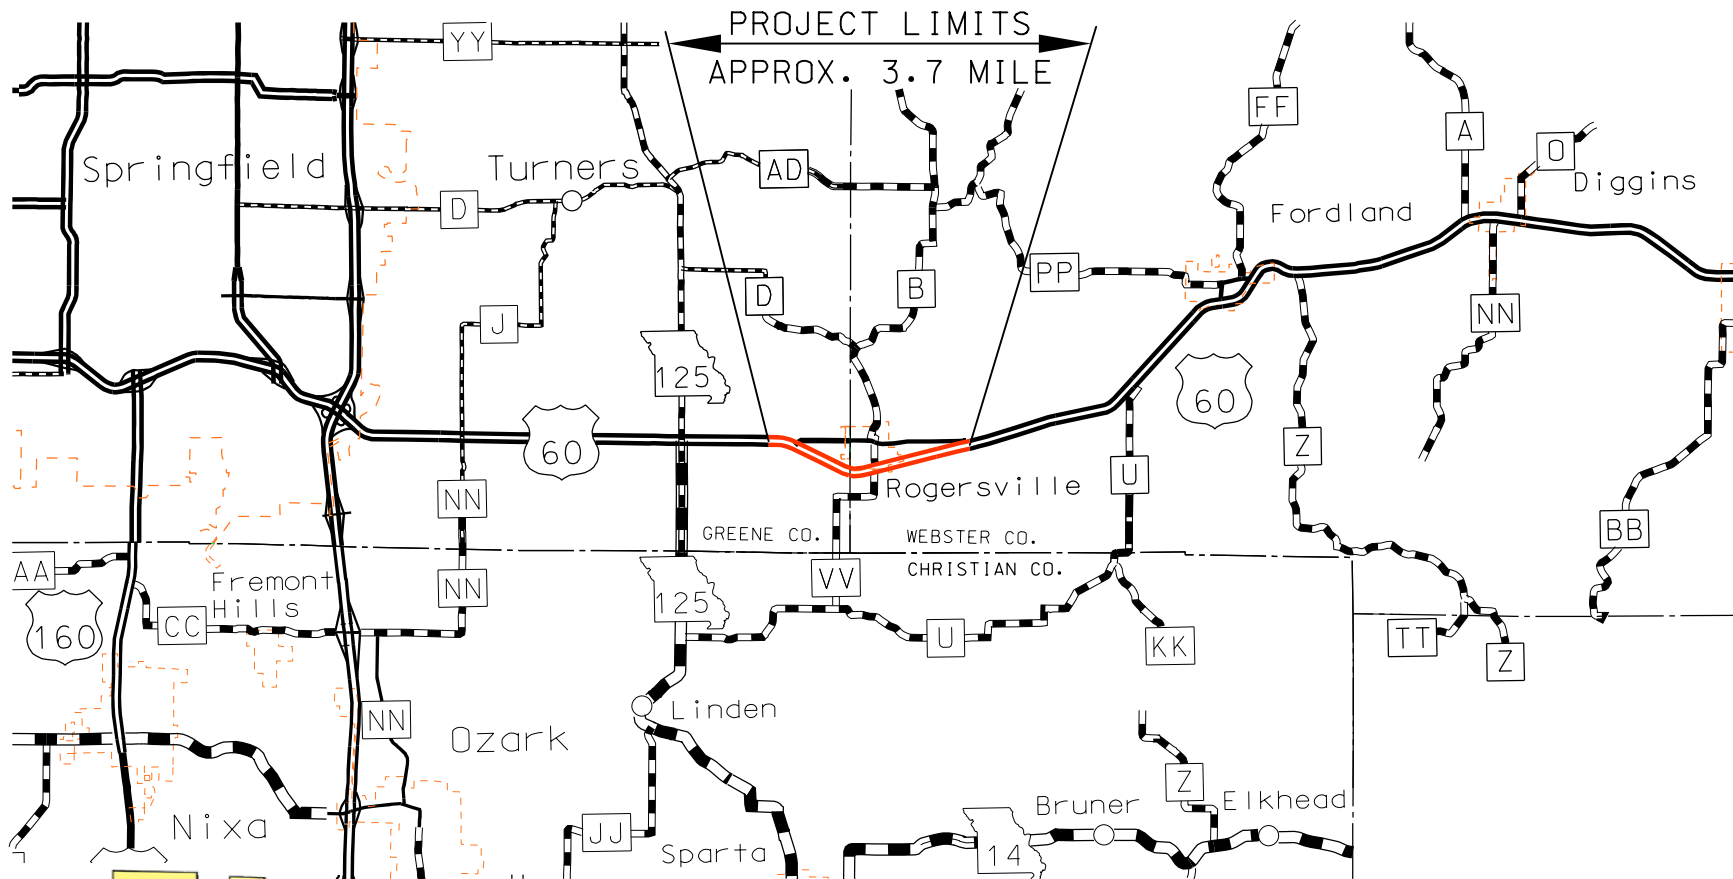 PROJECT LIMITS
YY
APPROX. 3.7 MILE
FF
A
O
Springfield
Turners
AD
Diggins
D
Fordland
PP
D
B
J
NN
125
60
60
Z
U
NN
Rogersville
BB
GREENE CO.
WEBSTER CO.
CHRISTIAN CO.
AA
Fremont
Hills
NN
VV
125
160
CC
U
KK
TT
Z
NN
Linden
Ozark
Z
Bruner
Elkhead
Nixa
JJ
Sparta
14